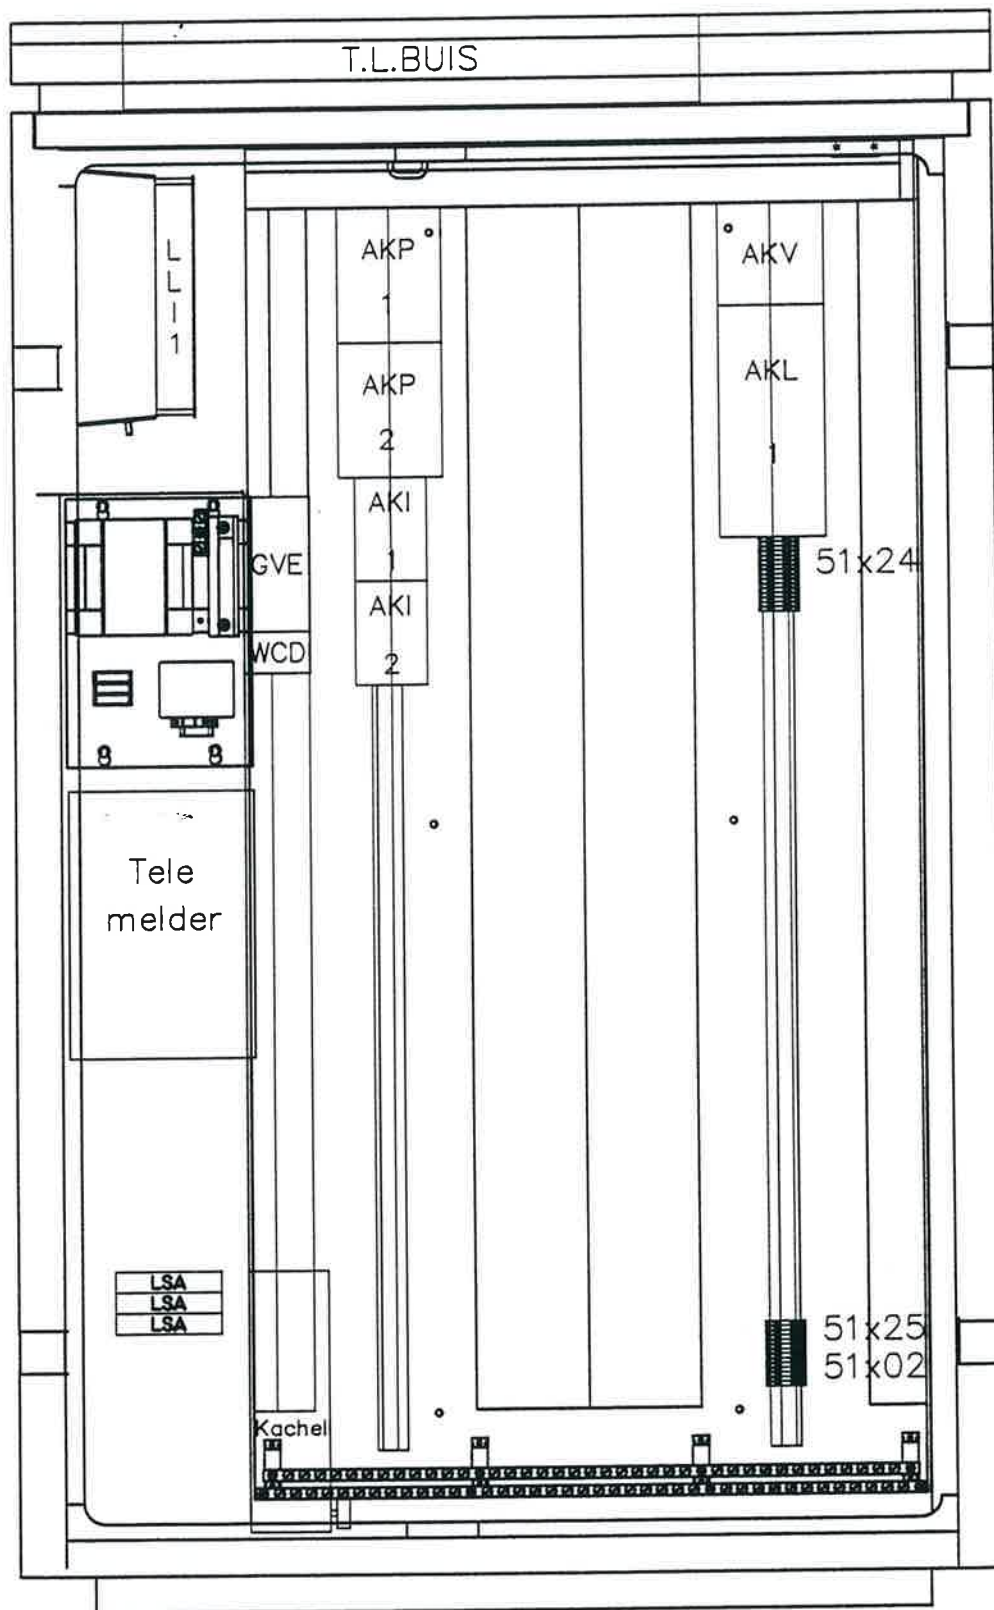 T.L.BUIS
L
L
I
1
AKP
1
AKP
2
AKI
1
AKI
2
AKV
AKL
1
51x24
GVE
WCD
Tele
melder
LSA
LSA
LSA
51x25
51x02
Kachel